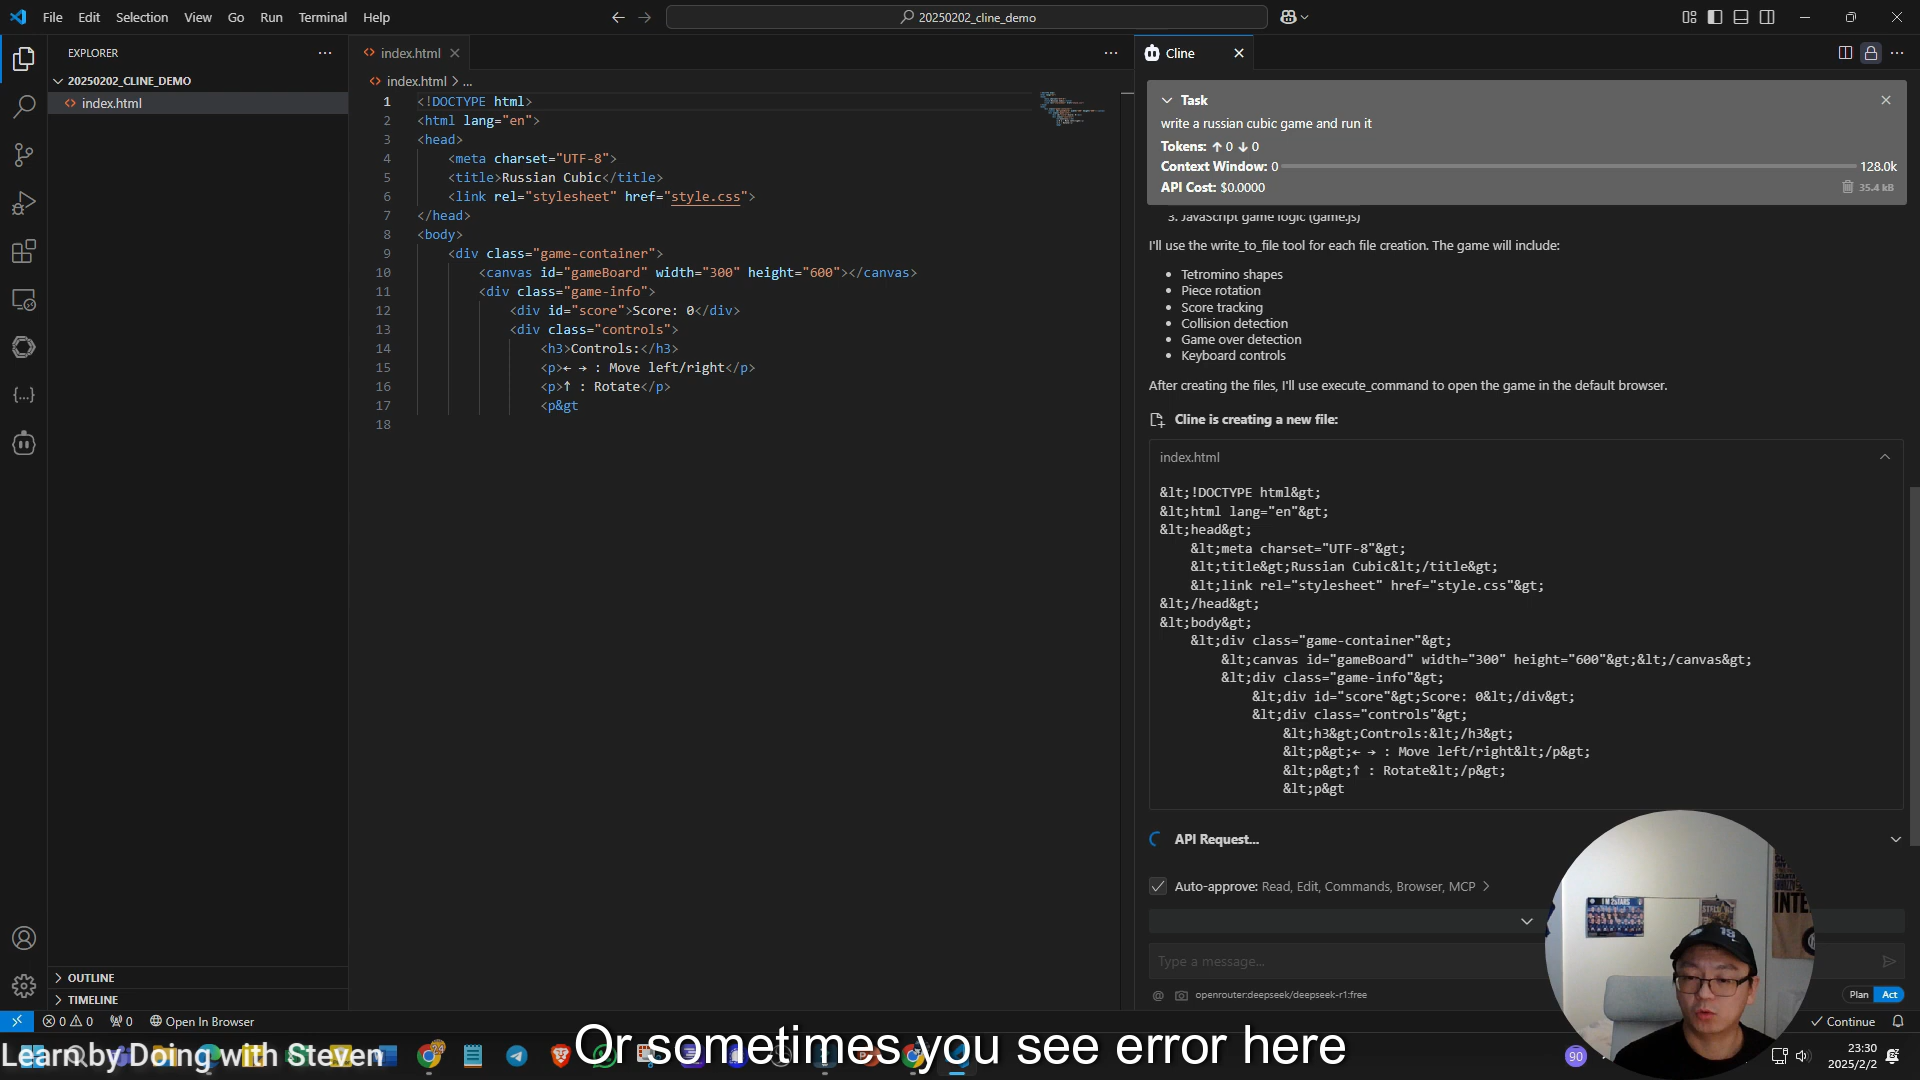 File Edit Selection View Go Run Terminal Help
20250202_cline_demo
EXPLORER
20250202_CLINE_DEMO
index.html
OUTLINE
TIMELINE
index.html
index.html > ...
1 <!DOCTYPE html>
2 <html lang="en">
3 <head>
4 <meta charset="UTF-8">
5 <title>Russian Cubic</title>
6 <link rel="stylesheet" href="style.css">
7 </head>
8 <body>
9 <div class="game-container">
10 <canvas id="gameBoard" width="300" height="600"></canvas>
11 <div class="game-info">
12 <div id="score">Score: 0</div>
13 <div class="controls">
14 <h3>Controls:</h3>
15 <p>← → : Move left/right</p>
16 <p>↑ : Rotate</p>
17 <p&gt
18
Cline
Task
write a russian cubic game and run it
Tokens: ↑ 0 ↓ 0
Context Window: 0 128.0k
API Cost: $0.0000 35.4 kB
3. JavaScript game logic (game.js)
I'll use the write_to_file tool for each file creation. The game will include:
• Tetromino shapes
• Piece rotation
• Score tracking
• Collision detection
• Game over detection
• Keyboard controls
After creating the files, I'll use execute_command to open the game in the default browser.
Cline is creating a new file:
index.html
&lt;!DOCTYPE html&gt;
&lt;html lang="en"&gt;
&lt;head&gt;
&lt;meta charset="UTF-8"&gt;
&lt;title&gt;Russian Cubic&lt;/title&gt;
&lt;link rel="stylesheet" href="style.css"&gt;
&lt;/head&gt;
&lt;body&gt;
&lt;div class="game-container"&gt;
&lt;canvas id="gameBoard" width="300" height="600"&gt;&lt;/canvas&gt;
&lt;div class="game-info"&gt;
&lt;div id="score"&gt;Score: 0&lt;/div&gt;
&lt;div class="controls"&gt;
&lt;h3&gt;Controls:&lt;/h3&gt;
&lt;p&gt;← → : Move left/right&lt;/p&gt;
&lt;p&gt;↑ : Rotate&lt;/p&gt;
&lt;p&gt
API Request...
Auto-approve: Read, Edit, Commands, Browser, MCP >
Type a message...
@ openrouter:deepseek/deepseek-r1:free
Plan Act
0 0 0 Open In Browser
Continue
Learn by Doing with Steven
Or sometimes you see error here
90
23:30
2025/2/2